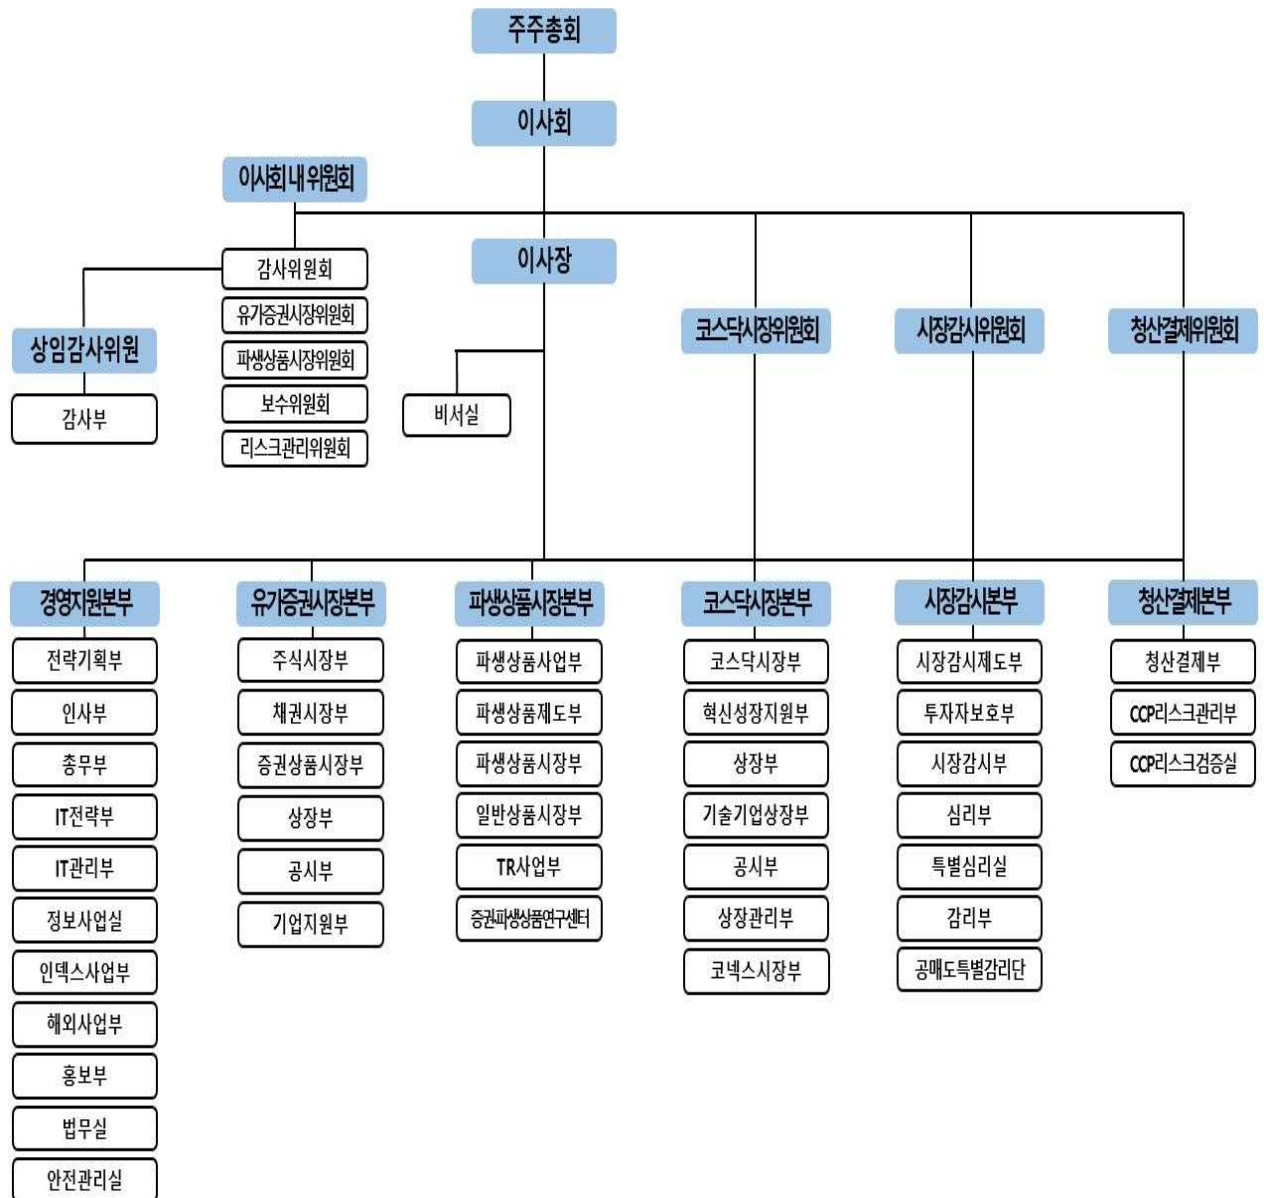 주주총회
이사회
이사회 내 위원회
감사위원회
유가증권시장위원회
파생상품시장위원회
보수위원회
리스크관리위원회
상임감사위원
감사부
이사장
비서실
코스닥시장위원회
시장감시위원회
청산결제위원회
경영지원본부
전략기획부
인사부
총무부
IT전략부
IT관리부
정보사업실
인덱스사업부
해외사업부
홍보부
법무실
안전관리실
유가증권시장본부
주식시장부
채권시장부
증권상품시장부
상장부
공시부
기업지원부
파생상품시장본부
파생상품사업부
파생상품제도부
파생상품시장부
일반상품시장부
TR사업부
증권·파생상품연구센터
코스닥시장본부
코스닥시장부
혁신성장지원부
상장부
기술기업상장부
공시부
상장관리부
코넥스시장부
시장감시본부
시장감시제도부
투자자보호부
시장감시부
심리부
특별심리실
감리부
공매도특별감리단
청산결제본부
청산결제부
CCP리스크관리부
CCP리스크검증실